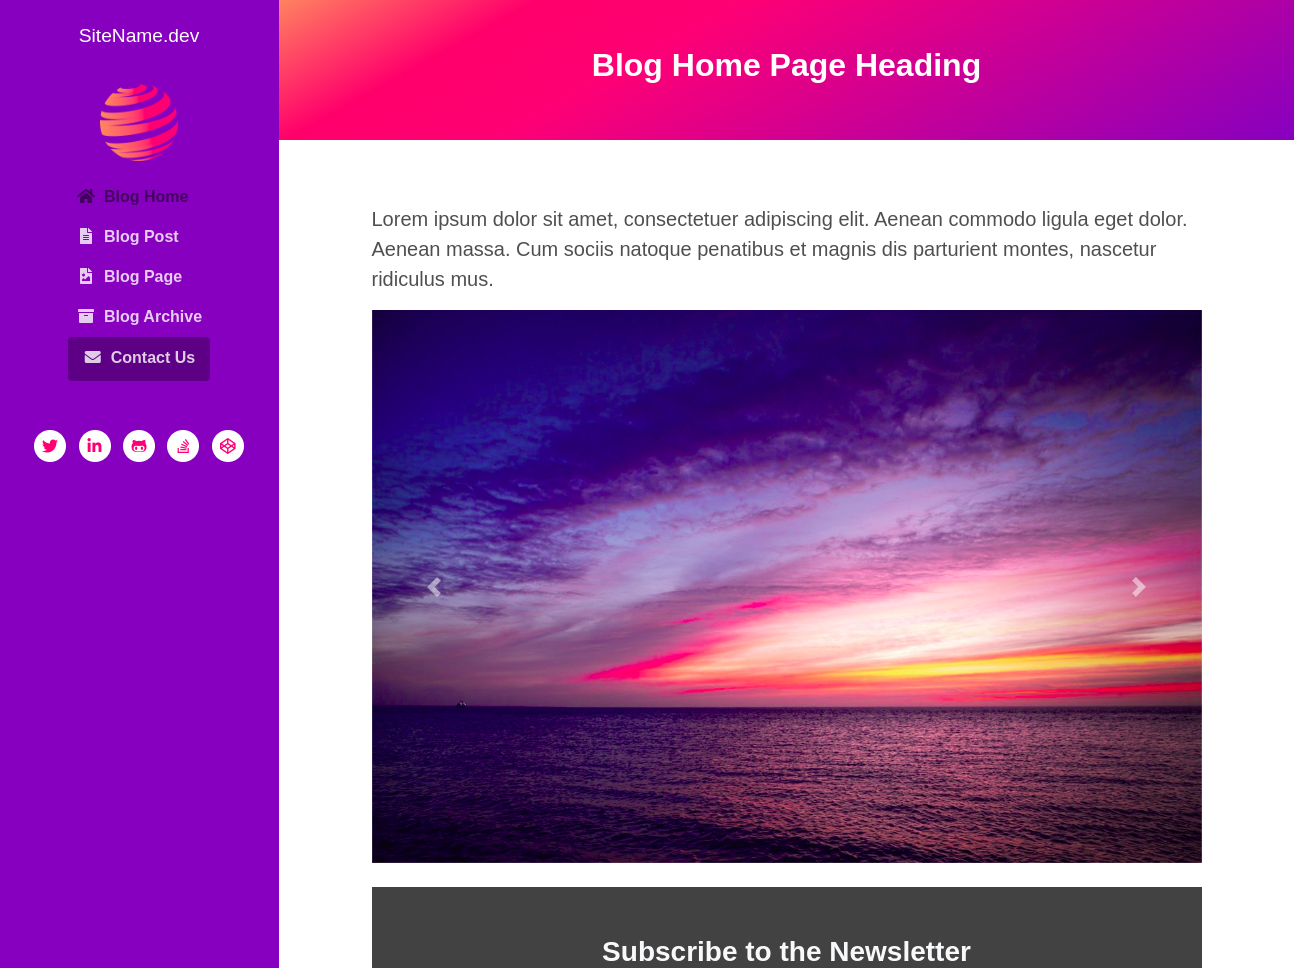 SiteName.dev
Blog Home
Blog Post
Blog Page
Blog Archive
Contact Us
Blog Home Page Heading
Lorem ipsum dolor sit amet, consectetuer adipiscing elit. Aenean commodo ligula eget dolor.
Aenean massa. Cum sociis natoque penatibus et magnis dis parturient montes, nascetur
ridiculus mus.
Subscribe to the Newsletter